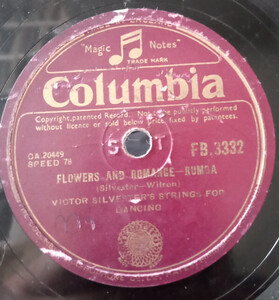 "Magic Notes"
TRADE MARK
Columbia
Copyright, patented Record. Not to be publicly performed
without licence or sold below price fixed by patentees.
CA.20449
SPEED 78
FB.3332
FLOWERS AND ROMANCE—RUMBA
(Silvester—Wilson)
VICTOR SILVESTER'S STRINGS FOR
DANCING